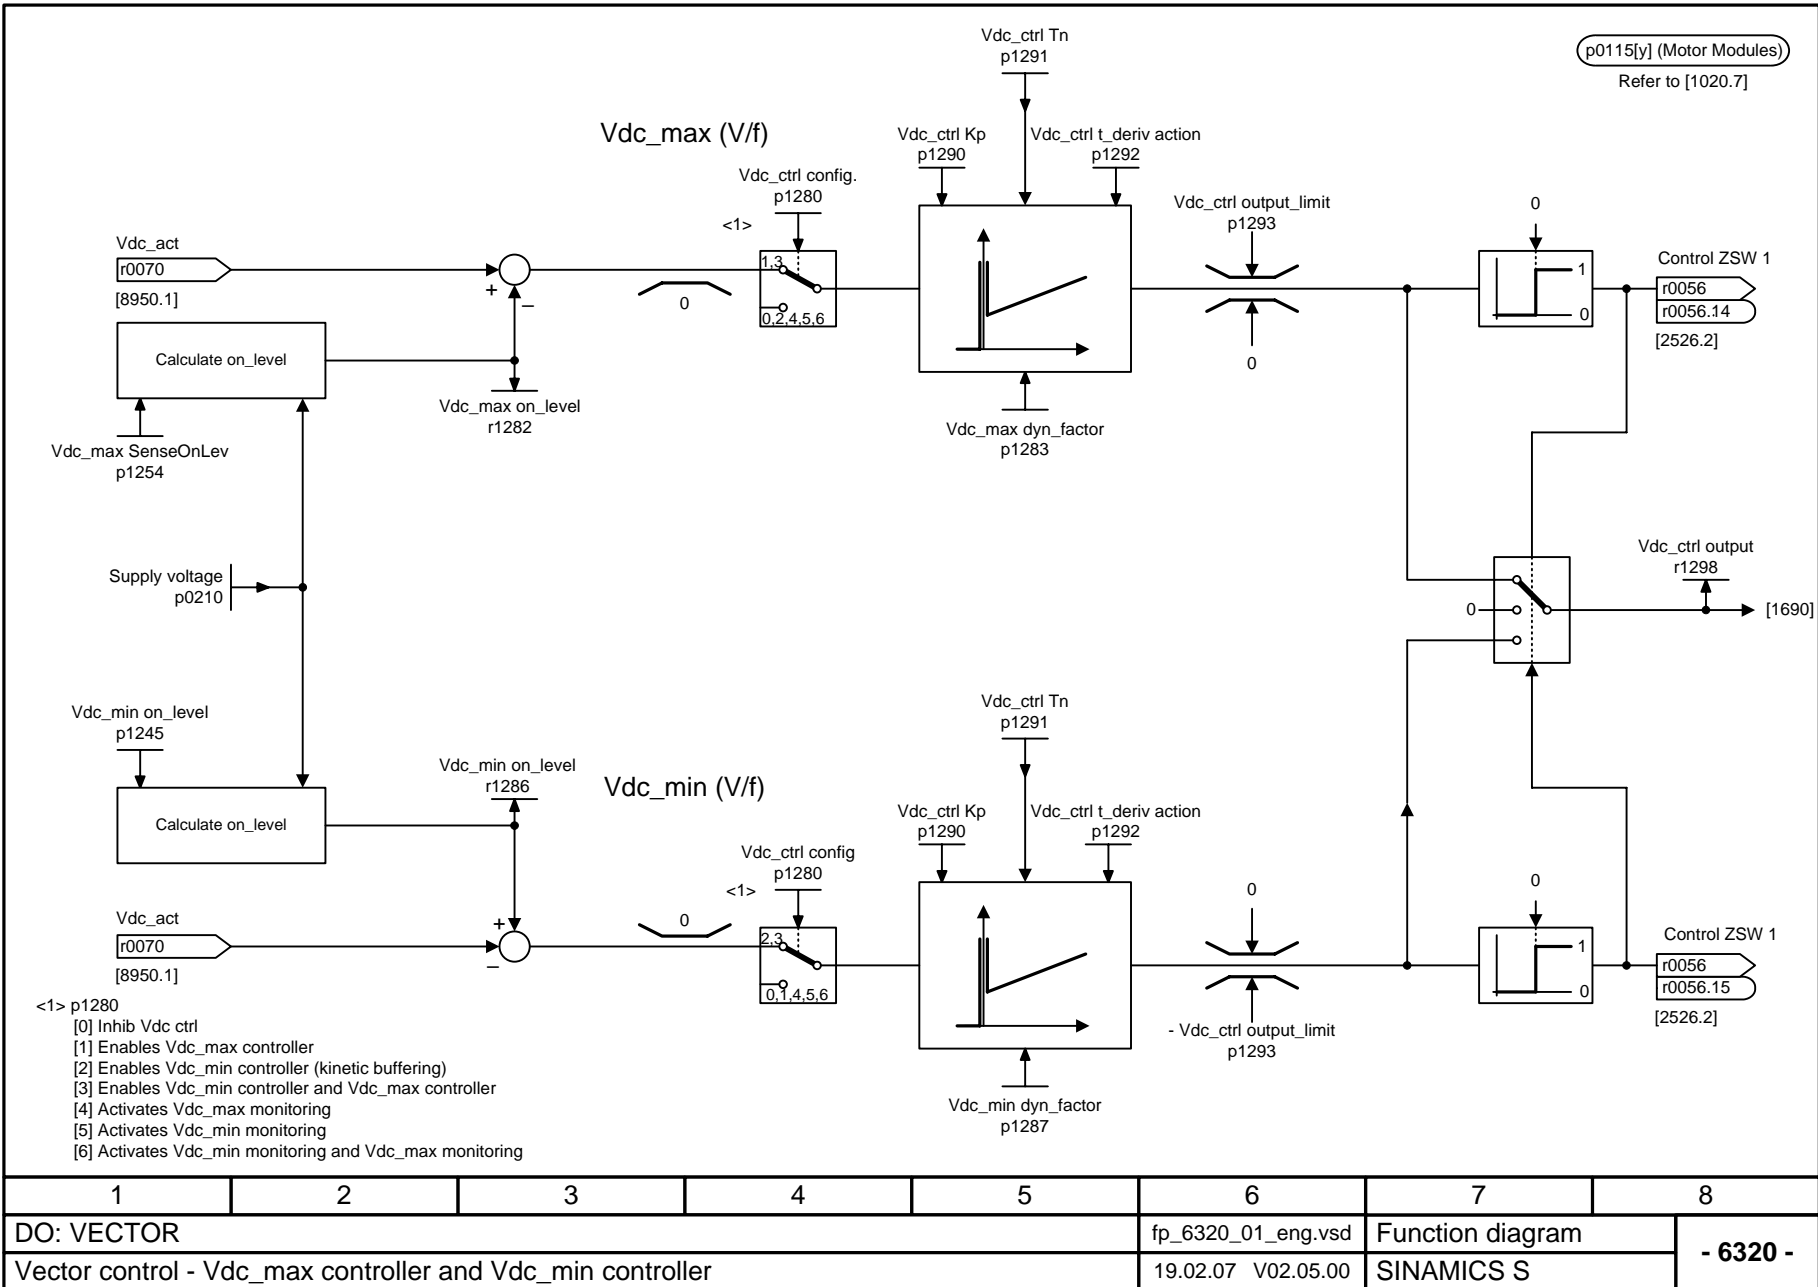 Vdc_ctrl Tn
p1291
p0115[y] (Motor Modules)
Refer to [1020.7]
Vdc_max (V/f)
Vdc_ctrl Kp
p1290
Vdc_ctrl t_deriv action
p1292
Vdc_ctrl config.
p1280
<1>
Vdc_ctrl output_limit
p1293
0
Vdc_act
r0070
[8950.1]
+
–
0
1,3
0,2,4,5,6
0
1
0
Control ZSW 1
r0056
r0056.14
[2526.2]
Calculate on_level
Vdc_max on_level
r1282
Vdc_max SenseOnLev
p1254
Vdc_max dyn_factor
p1283
Supply voltage
p0210
Vdc_ctrl output
r1298
0
[1690]
Vdc_min on_level
p1245
Vdc_min on_level
r1286
Vdc_min (V/f)
Vdc_ctrl Tn
p1291
Vdc_ctrl Kp
p1290
Vdc_ctrl t_deriv action
p1292
Calculate on_level
Vdc_ctrl config
p1280
<1>
0
0
Vdc_act
r0070
[8950.1]
+
–
0
2,3
0,1,4,5,6
1
0
Control ZSW 1
r0056
r0056.15
[2526.2]
- Vdc_ctrl output_limit
p1293
Vdc_min dyn_factor
p1287
<1> p1280
[0] Inhib Vdc ctrl
[1] Enables Vdc_max controller
[2] Enables Vdc_min controller (kinetic buffering)
[3] Enables Vdc_min controller and Vdc_max controller
[4] Activates Vdc_max monitoring
[5] Activates Vdc_min monitoring
[6] Activates Vdc_min monitoring and Vdc_max monitoring
1 2 3 4 5 6 7 8
DO: VECTOR
fp_6320_01_eng.vsd
Function diagram
- 6320 -
Vector control - Vdc_max controller and Vdc_min controller
19.02.07 V02.05.00
SINAMICS S